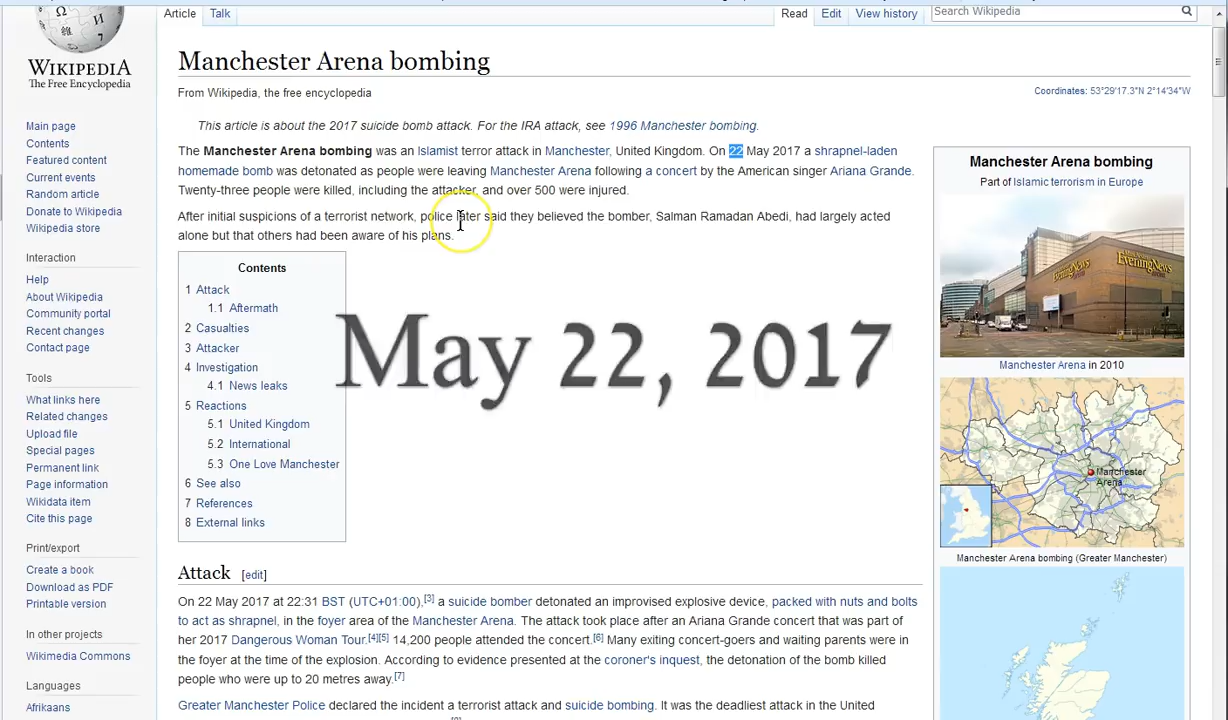 Article
Talk
Read
Edit
View history
Search Wikipedia
WIKIPEDIA
The Free Encyclopedia
Main page
Contents
Featured content
Current events
Random article
Donate to Wikipedia
Wikipedia store
Interaction
Help
About Wikipedia
Community portal
Recent changes
Contact page
Tools
What links here
Related changes
Upload file
Special pages
Permanent link
Page information
Wikidata item
Cite this page
Print/export
Create a book
Download as PDF
Printable version
In other projects
Wikimedia Commons
Languages
Afrikaans
Manchester Arena bombing
From Wikipedia, the free encyclopedia
Coordinates: 53°29′17.3″N 2°14′34″W
This article is about the 2017 suicide bomb attack. For the IRA attack, see 1996 Manchester bombing.
The Manchester Arena bombing was an Islamist terror attack in Manchester, United Kingdom. On 22 May 2017 a shrapnel-laden
homemade bomb was detonated as people were leaving Manchester Arena following a concert by the American singer Ariana Grande.
Twenty-three people were killed, including the attacker, and over 500 were injured.
After initial suspicions of a terrorist network, police later said they believed the bomber, Salman Ramadan Abedi, had largely acted
alone but that others had been aware of his plans.
Contents
1 Attack
1.1 Aftermath
2 Casualties
3 Attacker
4 Investigation
4.1 News leaks
5 Reactions
5.1 United Kingdom
5.2 International
5.3 One Love Manchester
6 See also
7 References
8 External links
May 22, 2017
Attack [edit]
On 22 May 2017 at 22:31 BST (UTC+01:00),[3] a suicide bomber detonated an improvised explosive device, packed with nuts and bolts
to act as shrapnel, in the foyer area of the Manchester Arena. The attack took place after an Ariana Grande concert that was part of
her 2017 Dangerous Woman Tour.[4][5] 14,200 people attended the concert.[6] Many exiting concert-goers and waiting parents were in
the foyer at the time of the explosion. According to evidence presented at the coroner's inquest, the detonation of the bomb killed
people who were up to 20 metres away.[7]
Greater Manchester Police declared the incident a terrorist attack and suicide bombing. It was the deadliest attack in the United
Manchester Arena bombing
Part of Islamic terrorism in Europe
Evening News
Evening News
Manchester Arena in 2010
Manchester
Arena
Manchester Arena bombing (Greater Manchester)